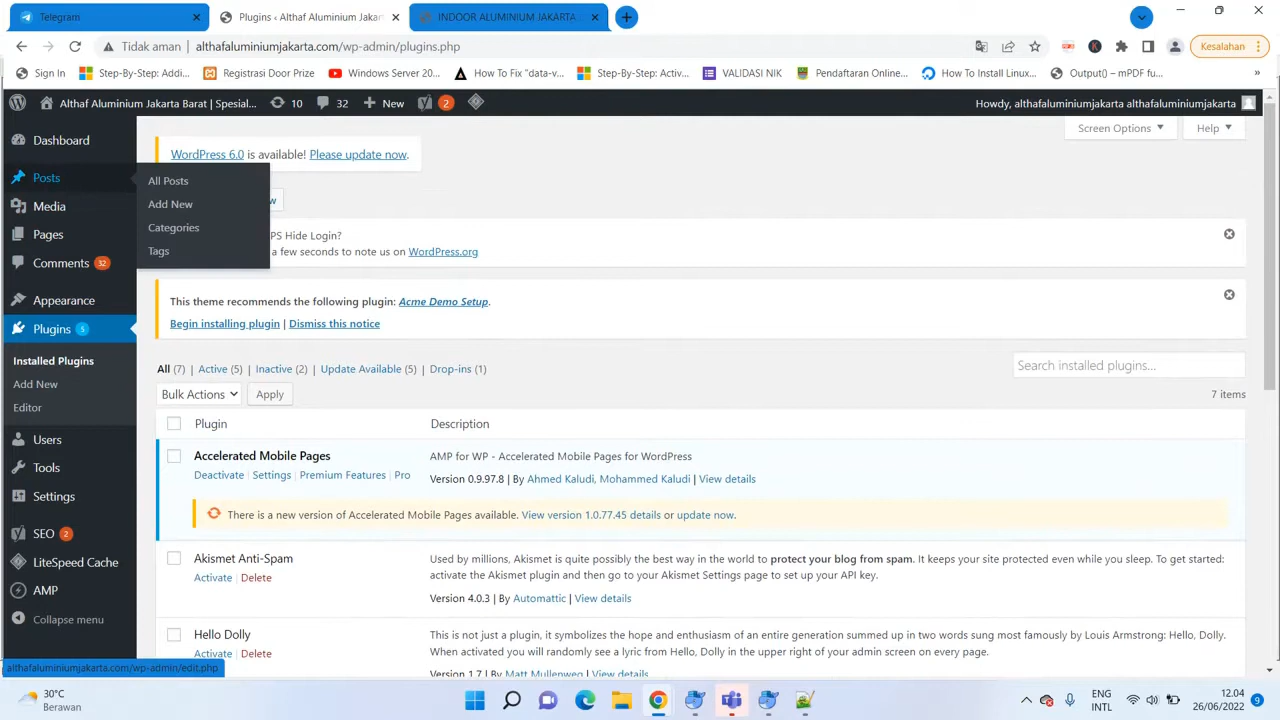 Telegram
Plugins ‹ Althaf Aluminium Jakar
INDOOR ALUMINIUM JAKARTA
Tidak aman
althafaluminiumjakarta.com/wp-admin/plugins.php
Kesalahan
Sign In
Step-By-Step: Addi...
Registrasi Door Priz...
Windows Server 20...
How To Fix "data-v...
Step-By-Step: Activ...
VALIDASI NIK
Pendaftaran Online...
How To Install Linux...
Output() – mPDF fu...
»
Althaf Aluminium Jakarta Barat | Spesial...
10
32
New
2
Howdy, althafaluminiumjakarta althafaluminiumjakarta
Dashboard
Posts
All Posts
Add New
Categories
Tags
Media
Pages
Comments 32
Appearance
Plugins 5
Installed Plugins
Add New
Editor
Users
Tools
Settings
SEO 2
LiteSpeed Cache
AMP
Collapse menu
Screen Options
Help
WordPress 6.0 is available! Please update now.
w
PS Hide Login?
a few seconds to note us on WordPress.org
This theme recommends the following plugin: Acme Demo Setup.
Begin installing plugin | Dismiss this notice
All (7) | Active (5) | Inactive (2) | Update Available (5) | Drop-ins (1)
Search installed plugins...
Bulk Actions
Apply
7 items
Plugin
Description
Accelerated Mobile Pages
Deactivate | Settings | Premium Features | Pro
AMP for WP - Accelerated Mobile Pages for WordPress
Version 0.9.97.8 | By Ahmed Kaludi, Mohammed Kaludi | View details
There is a new version of Accelerated Mobile Pages available. View version 1.0.77.45 details or update now.
Akismet Anti-Spam
Activate | Delete
Used by millions, Akismet is quite possibly the best way in the world to protect your blog from spam. It keeps your site protected even while you sleep. To get started:
activate the Akismet plugin and then go to your Akismet Settings page to set up your API key.
Version 4.0.3 | By Automattic | View details
Hello Dolly
Activate | Delete
This is not just a plugin, it symbolizes the hope and enthusiasm of an entire generation summed up in two words sung most famously by Louis Armstrong: Hello, Dolly.
When activated you will randomly see a lyric from Hello, Dolly in the upper right of your admin screen on every page.
Version 1.7 | By Matt Mullenweg | View details
althafaluminiumjakarta.com/wp-admin/edit.php
30°C
Berawan
ENG
INTL
12.04
26/06/2022
9